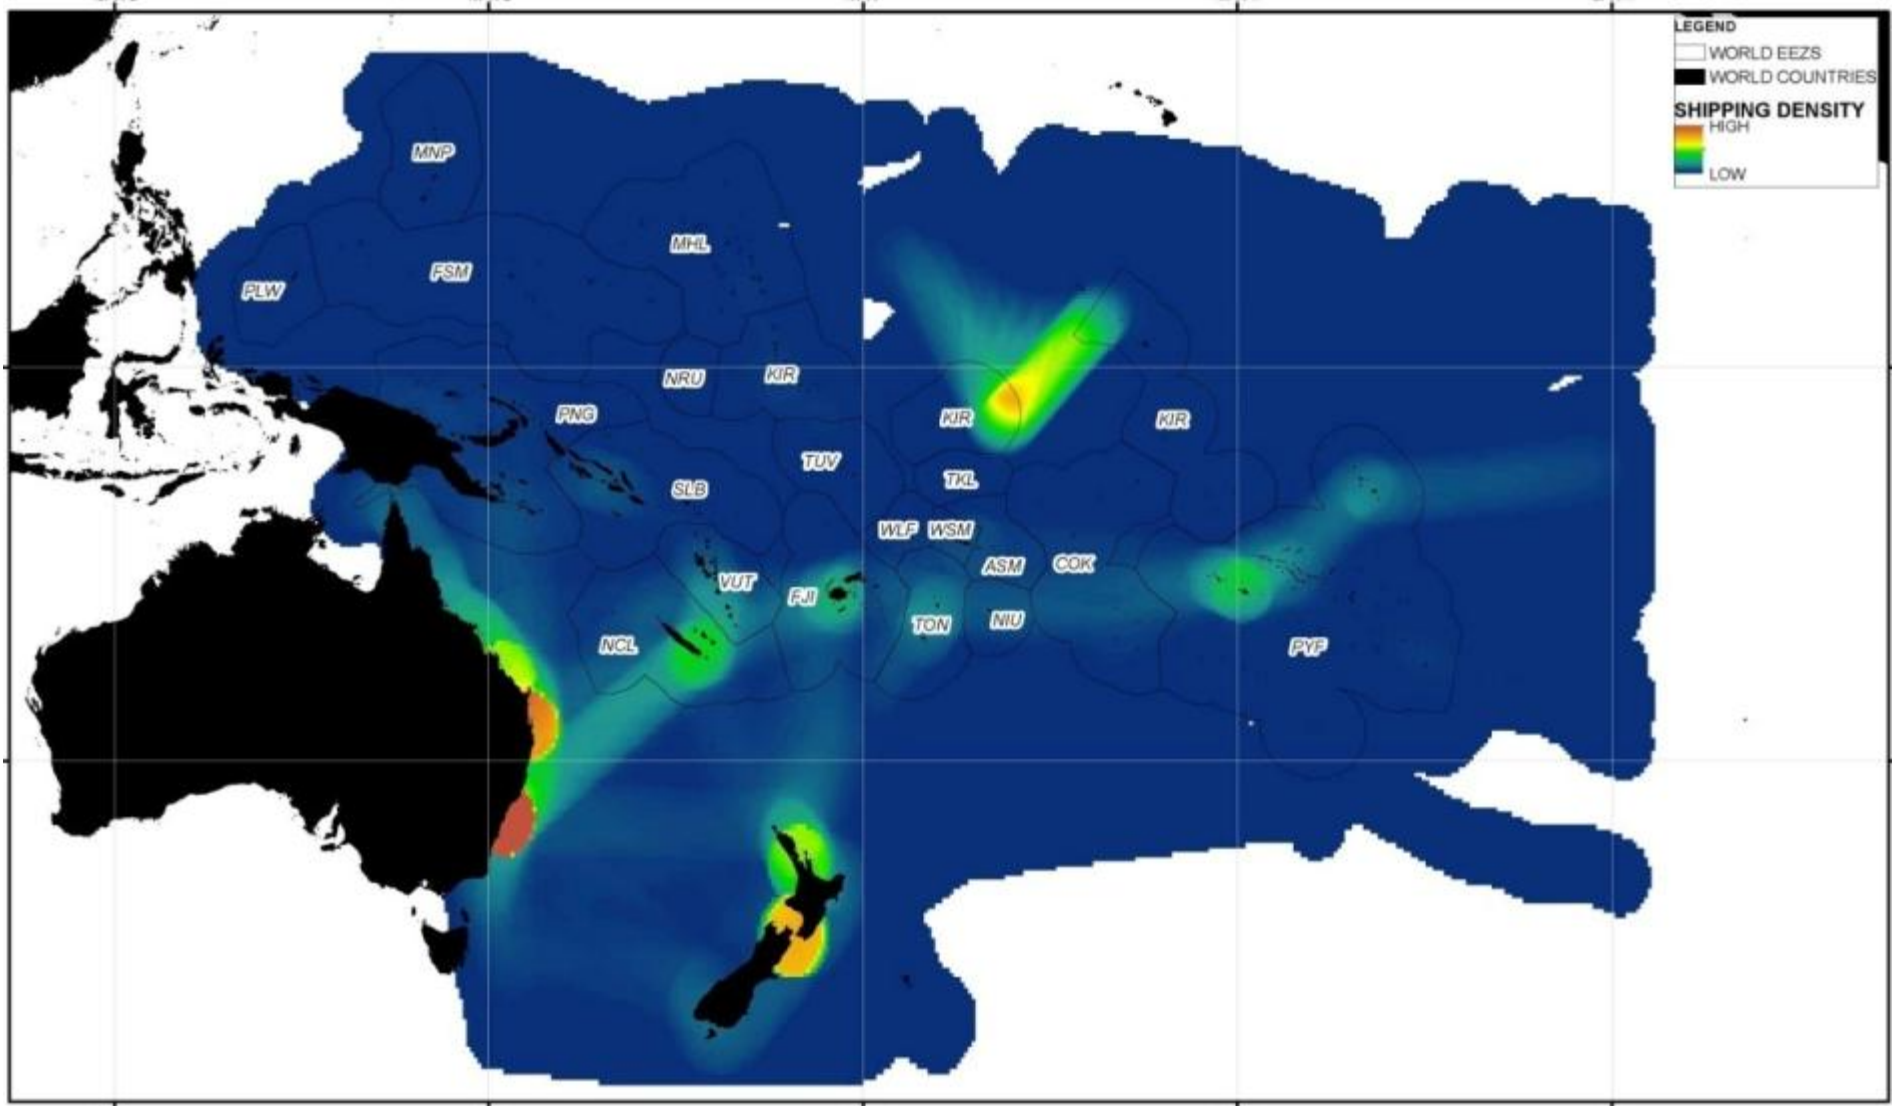 LEGEND
WORLD EEZS
WORLD COUNTRIES
SHIPPING DENSITY
HIGH
LOW
MNP
MHL
FSM
PLW
NRU
KIR
PNG
KIR
KIR
TUV
TKL
SLB
WLF
WSM
ASM
COK
VUT
FJI
TON
NIU
NCL
PYF